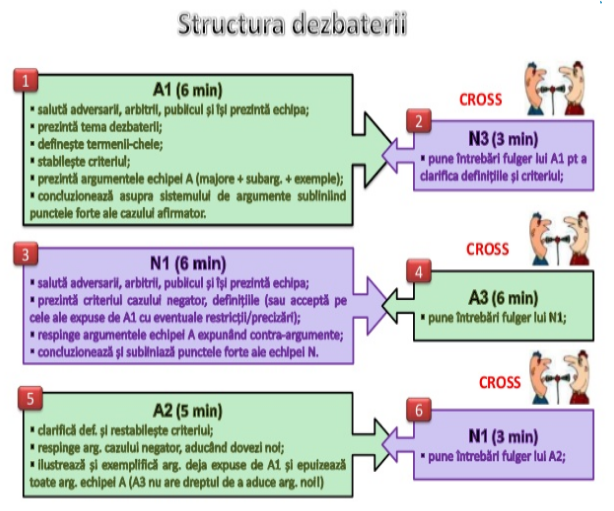 Structura dezbaterii
1
A1 (6 min)
▪ salută adversarii, arbitrii, publicul și își prezintă echipa;
▪ prezintă tema dezbaterii;
▪ definește termenii-cheie;
▪ stabilește criteriul;
▪ prezintă argumentele echipei A (majore + subarg. + exemple);
▪ concluzionează asupra sistemului de argumente subliniind
punctele forte ale cazului afirmator.
CROSS
2
N3 (3 min)
▪ pune întrebări fulger lui A1 pt a
clarifica definițiile și criteriul;
3
N1 (6 min)
▪ salută adversarii, arbitrii, publicul și își prezintă echipa;
▪ prezintă criteriul cazului negator, definițiile (sau acceptă pe
cele ale expuse de A1 cu eventuale restricții/precizări);
▪ respinge argumentele echipei A expunând contra-argumente;
▪ concluzionează și subliniază punctele forte ale echipei N.
CROSS
4
A3 (6 min)
▪ pune întrebări fulger lui N1;
5
A2 (5 min)
▪ clarifică def. și restabilește criteriul;
▪ respinge arg. cazului negator, aducând dovezi noi;
▪ ilustrează și exemplifică arg. deja expuse de A1 și epuizează
toate arg. echipei A (A3 nu are dreptul de a aduce arg. noi!)
CROSS
6
N1 (3 min)
▪ pune întrebări fulger lui A2;